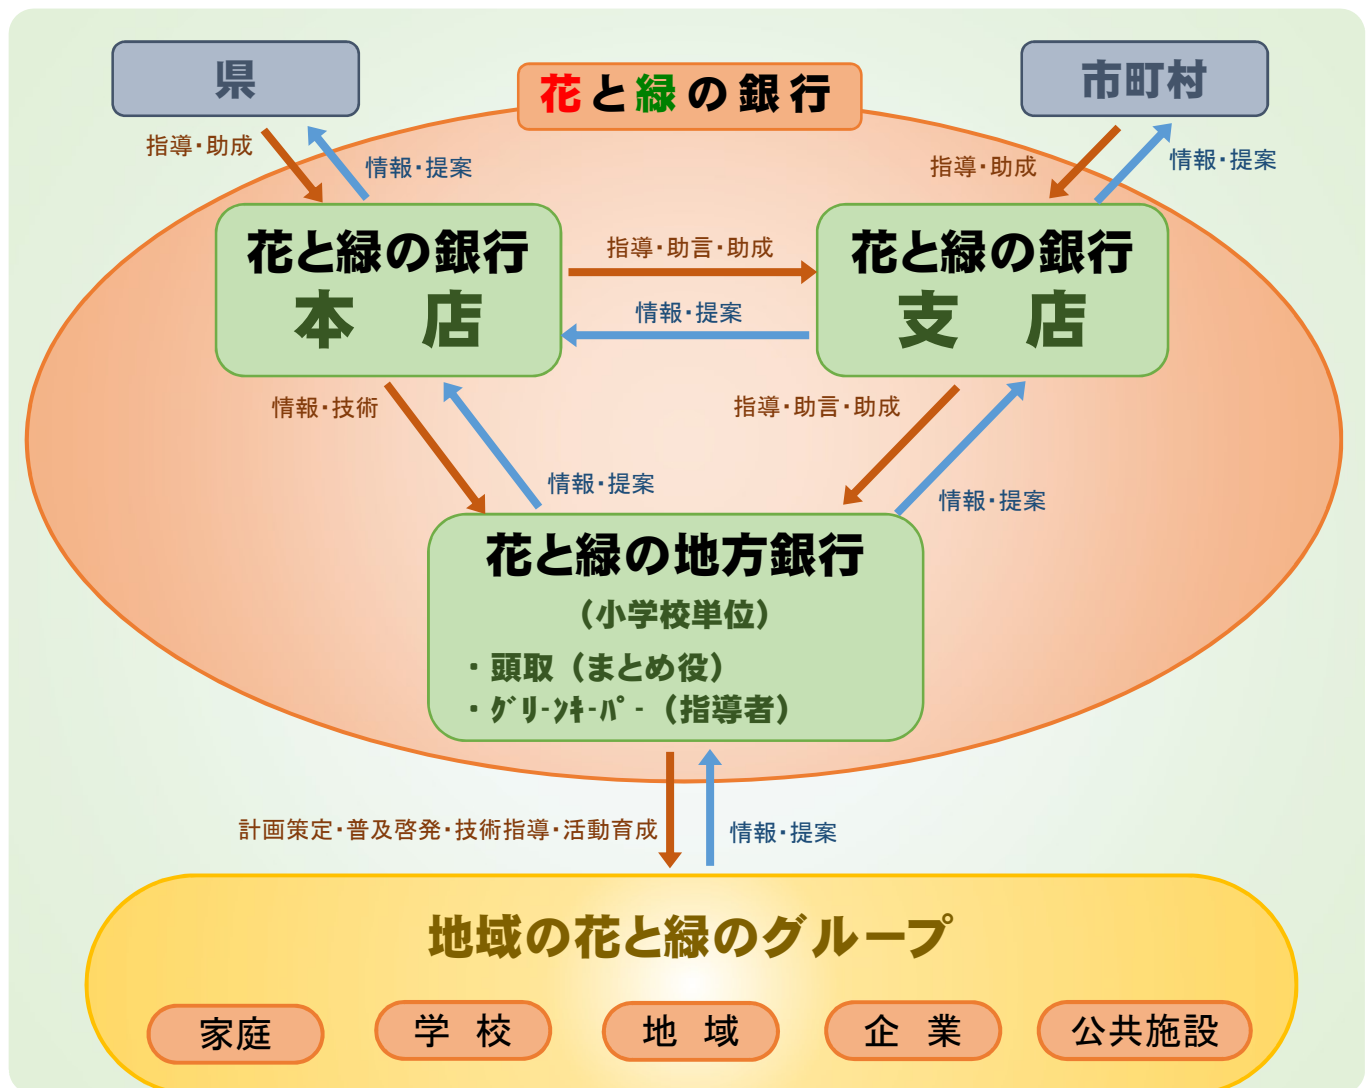 県
花と緑の銀行
市町村
指導・助成
情報・提案
指導・助成
情報・提案
花と緑の銀行
本　店
指導・助言・助成
情報・提案
花と緑の銀行
支　店
情報・技術
情報・提案
指導・助言・助成
情報・提案
花と緑の地方銀行
（小学校単位）
・頭取（まとめ役）
・ｸﾞﾘｰﾝｷｰﾊﾟｰ（指導者）
計画策定・普及啓発・技術指導・活動育成
情報・提案
地域の花と緑のグループ
家庭
学 校
地 域
企 業
公共施設